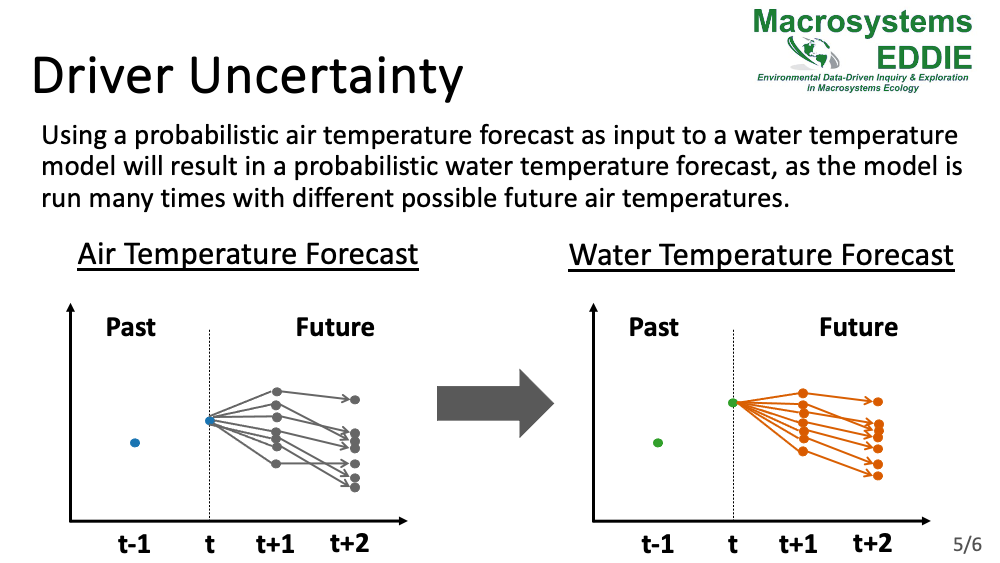 Macrosystems
EDDIE
Environmental Data-Driven Inquiry & Exploration
in Macrosystems Ecology
Driver Uncertainty
Using a probabilistic air temperature forecast as input to a water temperature
model will result in a probabilistic water temperature forecast, as the model is
run many times with different possible future air temperatures.
Air Temperature Forecast
Past Future
t-1 t t+1 t+2
Water Temperature Forecast
Past Future
t-1 t t+1 t+2
5/6